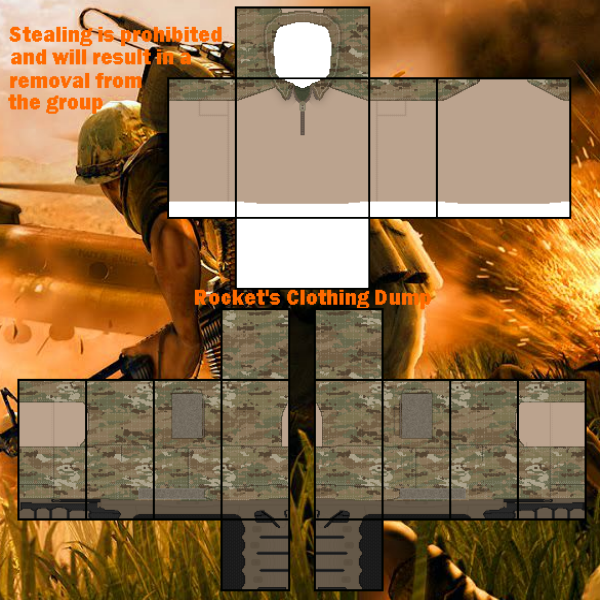 Stealing is prohibited
and will result in a
removal from
the group
Rocket's Clothing Dump